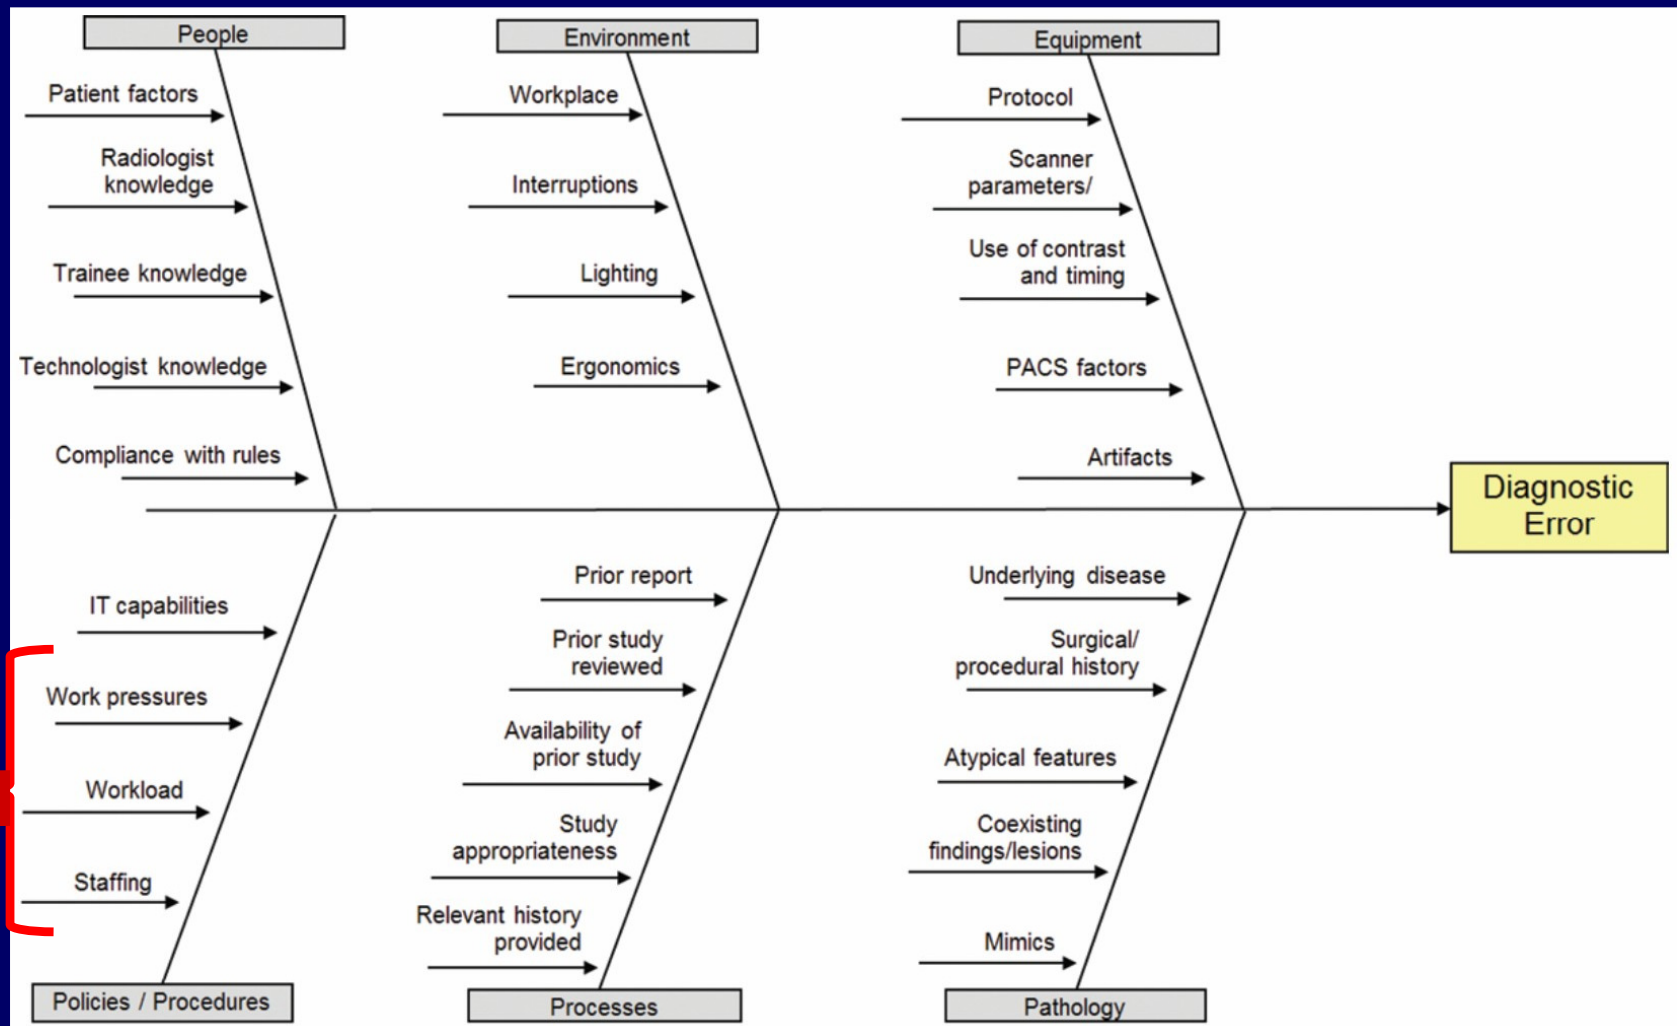 People
Patient factors
Radiologist
knowledge
Trainee knowledge
Technologist knowledge
Compliance with rules
Environment
Workplace
Interruptions
Lighting
Ergonomics
Equipment
Protocol
Scanner
parameters/
Use of contrast
and timing
PACS factors
Artifacts
Diagnostic
Error
IT capabilities
Work pressures
Workload
Staffing
Policies / Procedures
Prior report
Prior study
reviewed
Availability of
prior study
Study
appropriateness
Relevant history
provided
Processes
Underlying disease
Surgical/
procedural history
Atypical features
Coexisting
findings/lesions
Mimics
Pathology